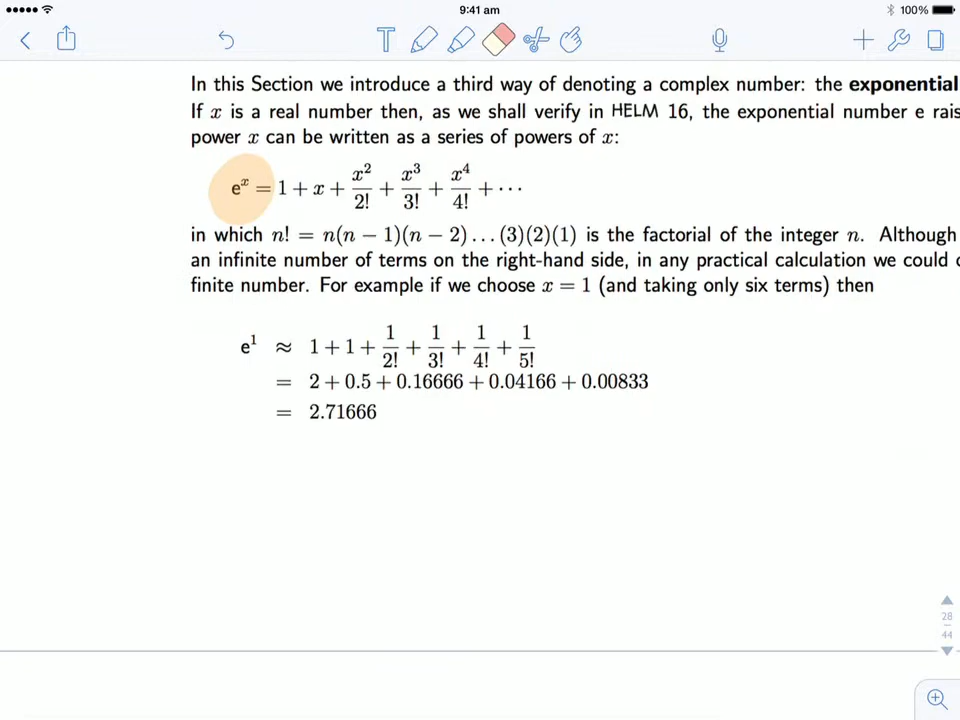 9:41 am
100%
T
In this Section we introduce a third way of denoting a complex number: the exponential
If x is a real number then, as we shall verify in HELM 16, the exponential number e rais
power x can be written as a series of powers of x:
e^x = 1 + x + x^2/2! + x^3/3! + x^4/4! + ⋯
in which n! = n(n − 1)(n − 2) . . . (3)(2)(1) is the factorial of the integer n. Although
an infinite number of terms on the right-hand side, in any practical calculation we could
finite number. For example if we choose x = 1 (and taking only six terms) then
e^1 ≈ 1 + 1 + 1/2! + 1/3! + 1/4! + 1/5!
= 2 + 0.5 + 0.16666 + 0.04166 + 0.00833
= 2.71666
28
44